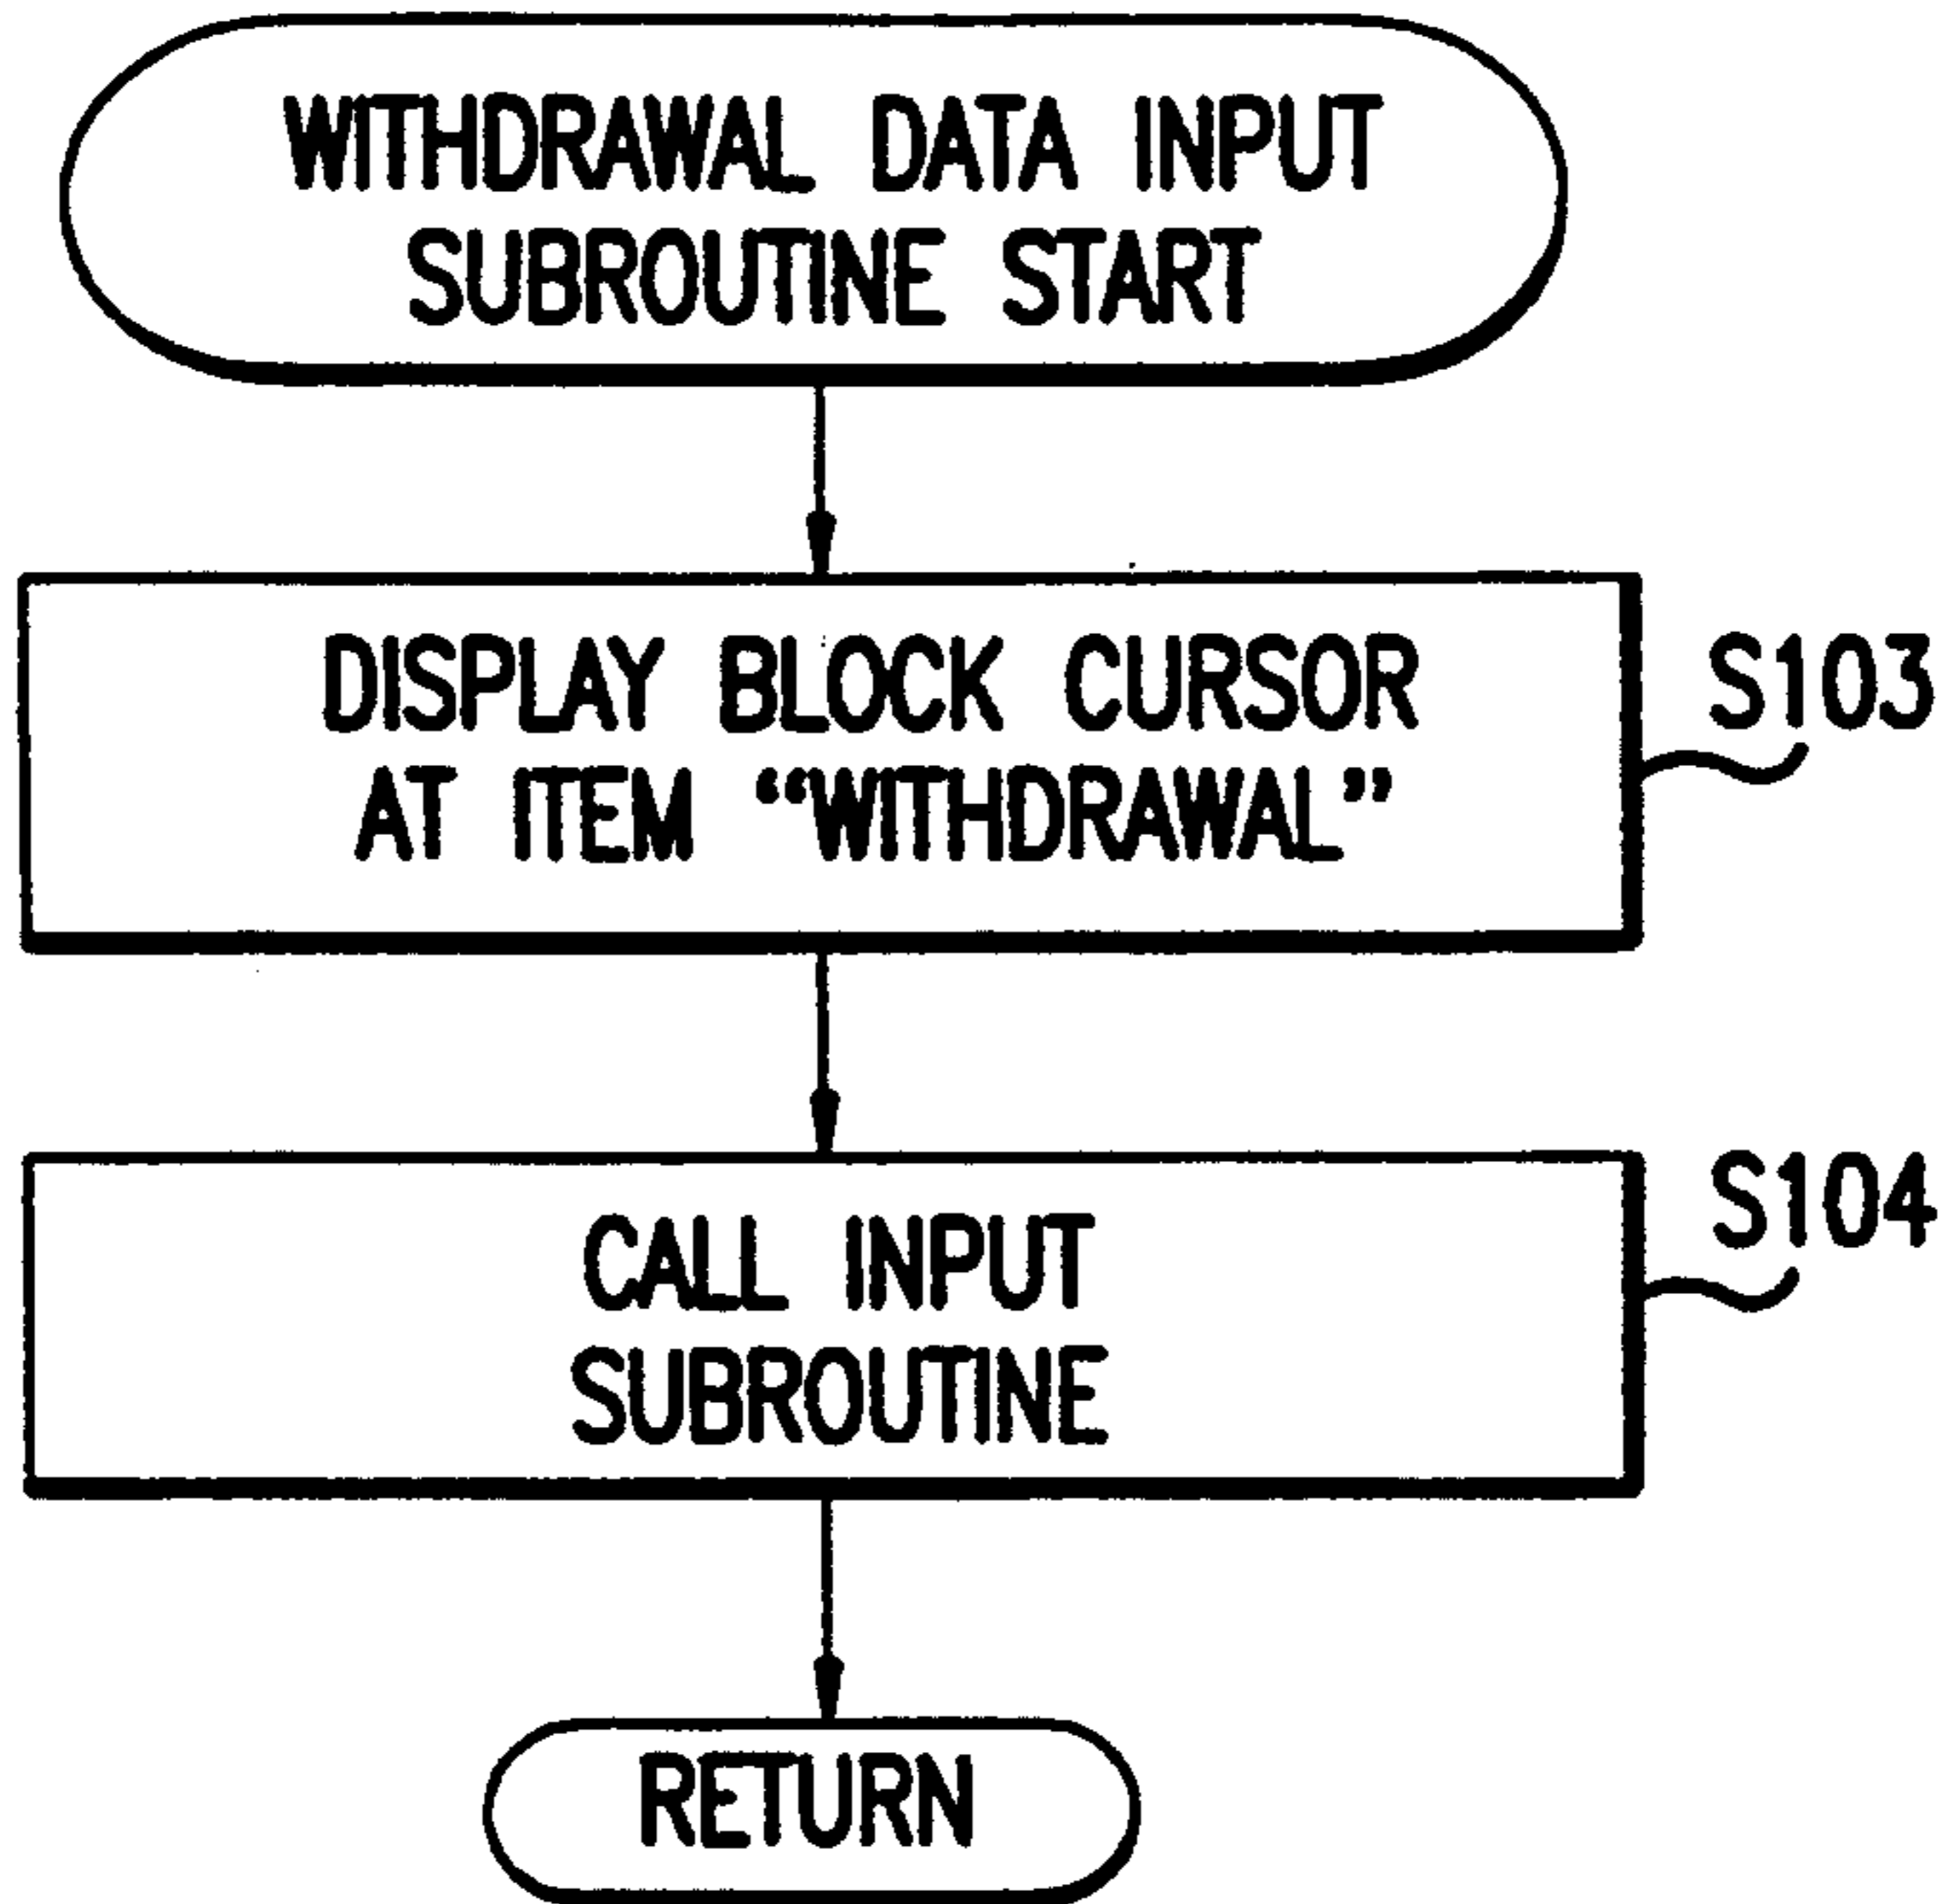 WITHDRAWAL DATA INPUT
SUBROUTINE START
DISPLAY BLOCK CURSOR
AT ITEM “WITHDRAWAL”
S103
CALL INPUT
SUBROUTINE
S104
RETURN